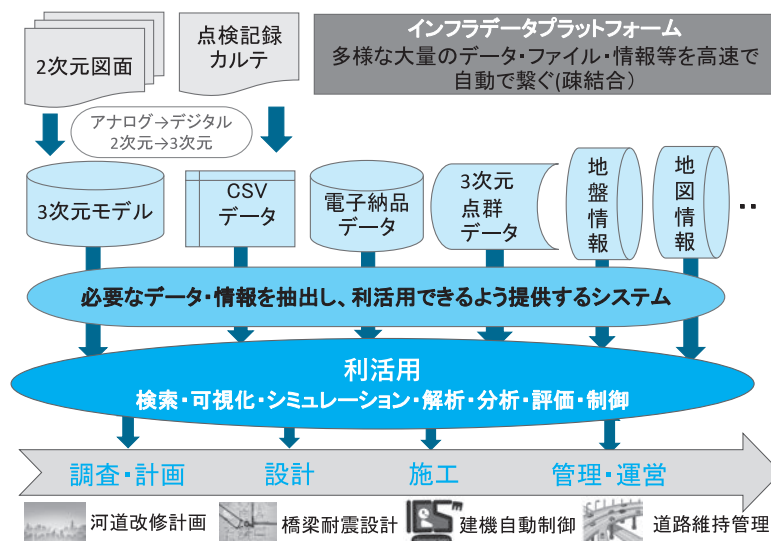 2次元図面
点検記録
カルテ
インフラデータプラットフォーム
多様な大量のデータ・ファイル・情報等を高速で
自動で繋ぐ(疎結合)
アナログ→デジタル
2次元→3次元
3次元モデル
CSV
データ
電子納品
データ
3次元
点群
データ
地盤情報
地図情報
‥
必要なデータ・情報を抽出し、利活用できるよう提供するシステム
利活用
検索・可視化・シミュレーション・解析・分析・評価・制御
調査・計画
設計
施工
管理・運営
河道改修計画
橋梁耐震設計
建機自動制御
道路維持管理